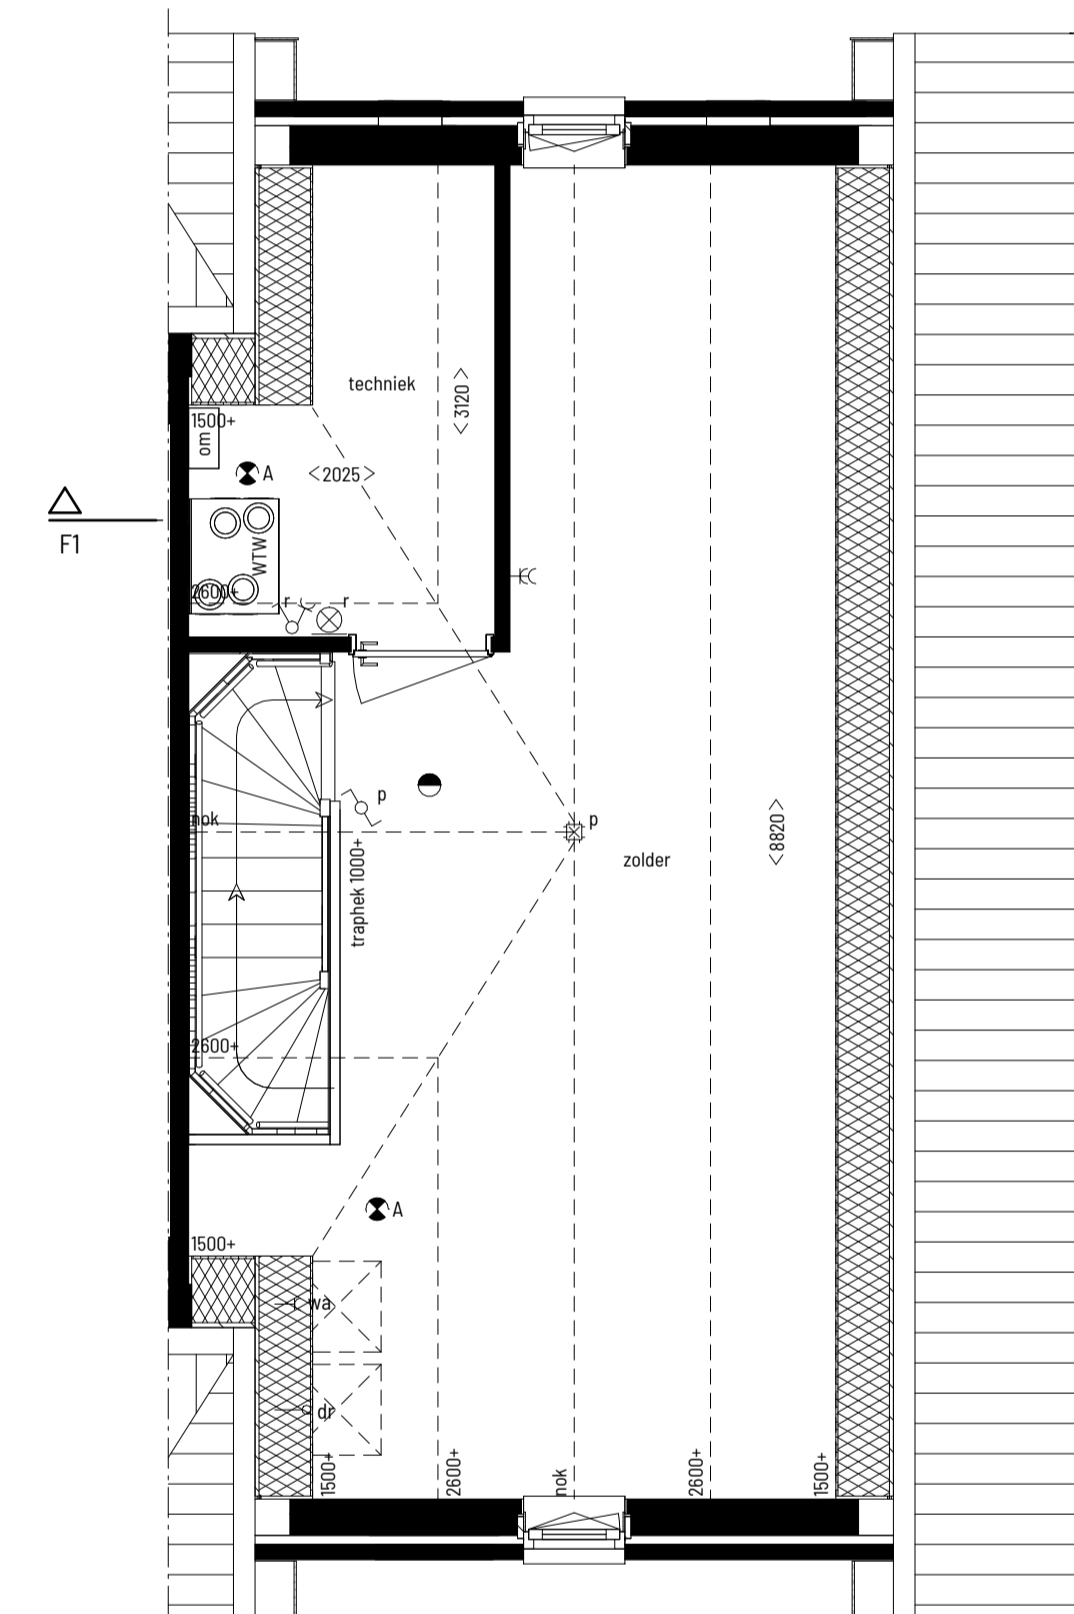 techniek
<3120>
1500+
om
A
<2025>
F1
WTW
2600+
r
r
p
nok
p
traphek 1000+
zolder
<8820>
2600+
A
1500+
wa
dr
1500+
2600+
nok
2600+
1500+